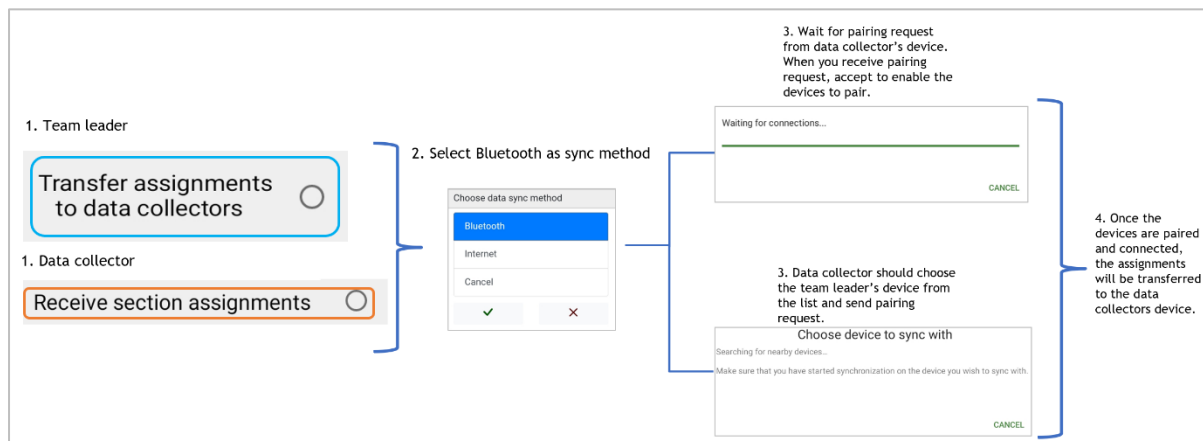 1. Team leader
Transfer assignments
to data collectors
1. Data collector
Receive section assignments
2. Select Bluetooth as sync method
Choose data sync method
Bluetooth
Internet
Cancel
3. Wait for pairing request
from data collector's device.
When you receive pairing
request, accept to enable the
devices to pair.
Waiting for connections...
CANCEL
3. Data collector should choose
the team leader's device from
the list and send pairing
request.
Choose device to sync with
Searching for nearby devices...
Make sure that you have started synchronization on the device you wish to sync with.
CANCEL
4. Once the
devices are paired
and connected,
the assignments
will be transferred
to the data
collectors device.